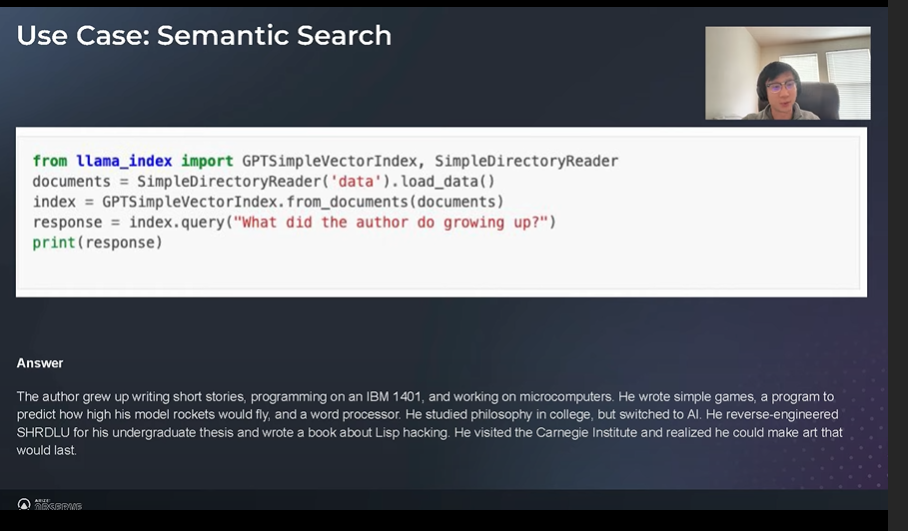 Use Case: Semantic Search
from llama_index import GPTSimpleVectorIndex, SimpleDirectoryReader
documents = SimpleDirectoryReader('data').load_data()
index = GPTSimpleVectorIndex.from_documents(documents)
response = index.query("What did the author do growing up?")
print(response)
Answer
The author grew up writing short stories, programming on an IBM 1401, and working on microcomputers. He wrote simple games, a program to
predict how high his model rockets would fly, and a word processor. He studied philosophy in college, but switched to AI. He reverse-engineered
SHRDLU for his undergraduate thesis and wrote a book about Lisp hacking. He visited the Carnegie Institute and realized he could make art that
would last.
ARIZE:
OBSERVE